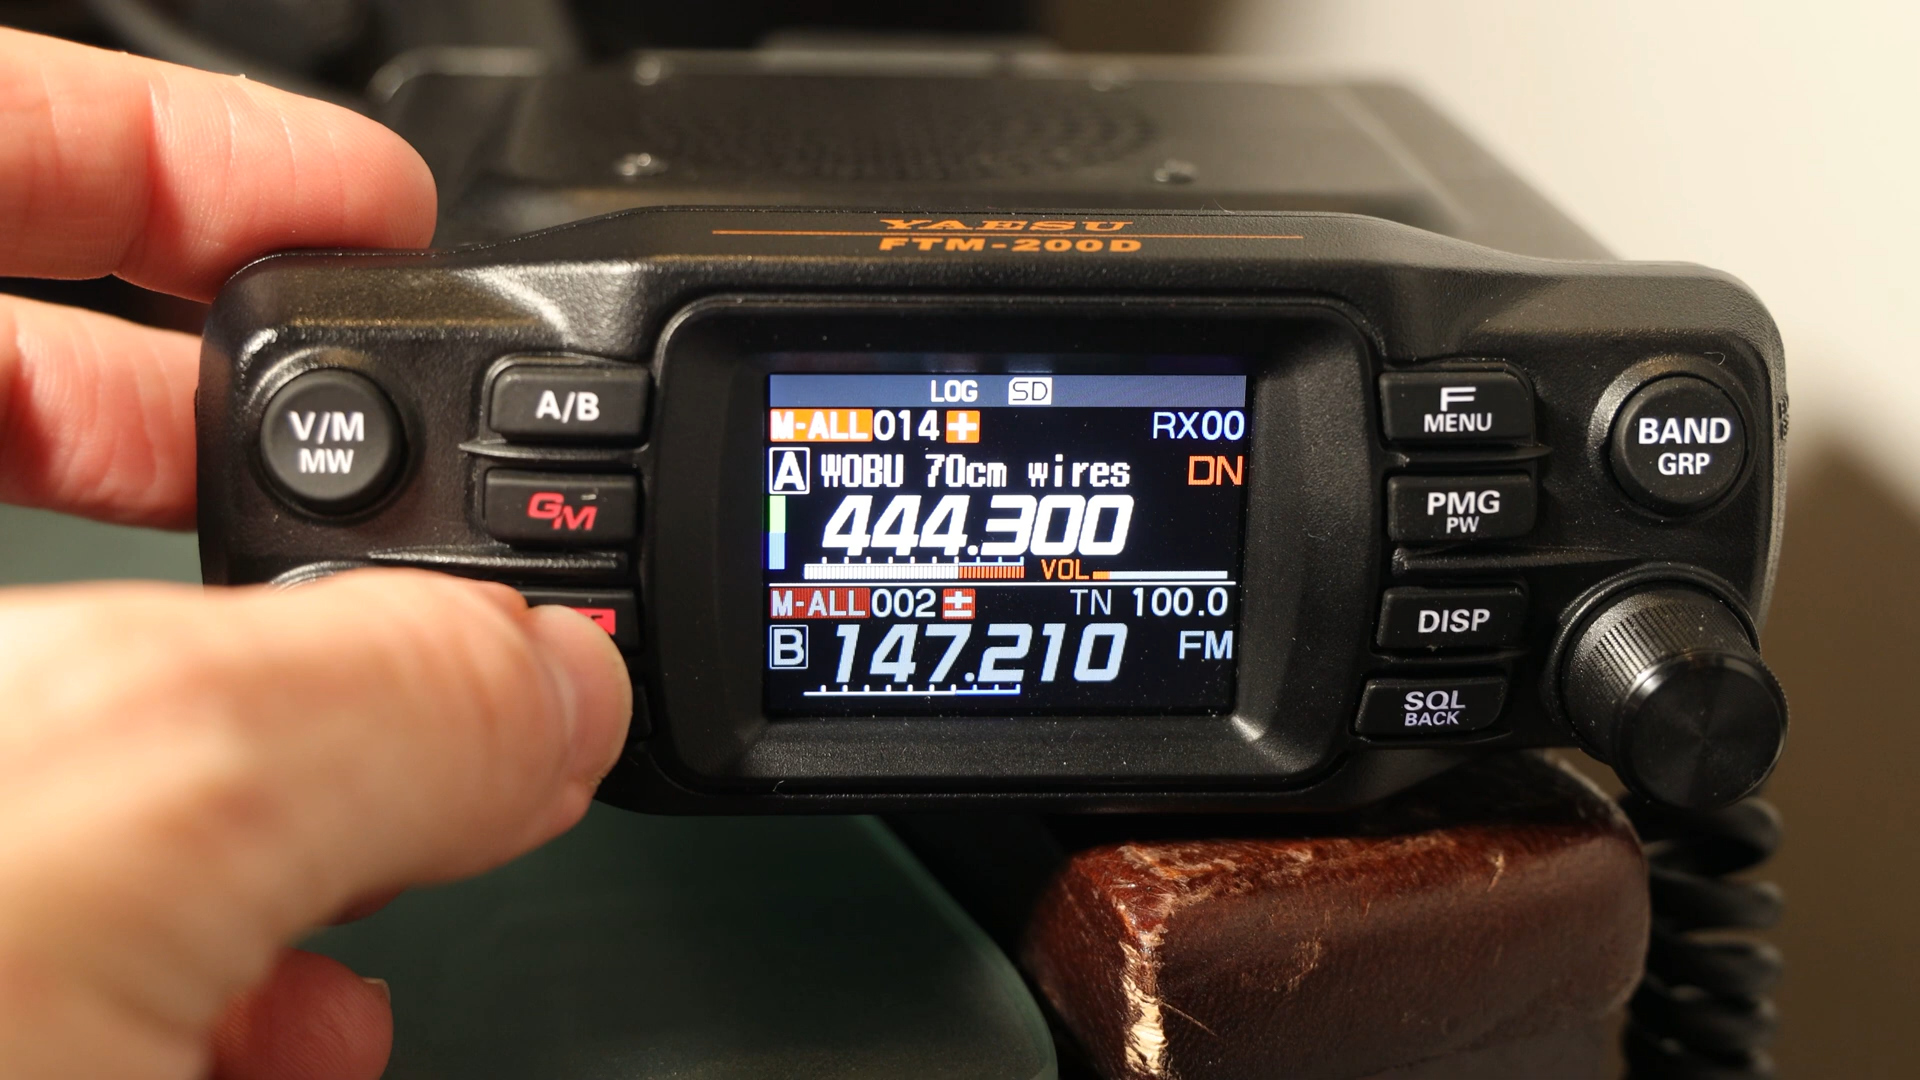 YAESU
FTM-200D
V/M
MW
A/B
GM
LOG SD
M-ALL 014 + RX00
A W0BU 70cm wires DN
444.300
VOL
M-ALL 002 ± TN 100.0
B 147.210 FM
F
MENU
PMG
PW
DISP
SQL
BACK
BAND
GRP